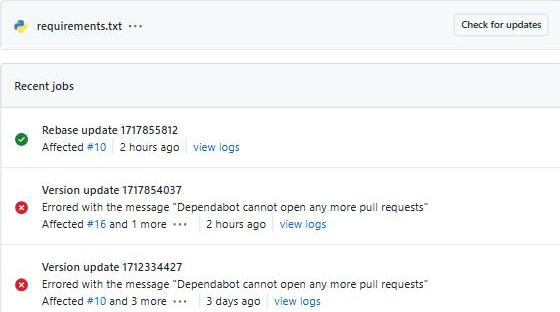 requirements.txt ···
Check for updates
Recent jobs
Rebase update 1717855812
Affected #10 2 hours ago view logs
Version update 1717854037
Errored with the message "Dependabot cannot open any more pull requests"
Affected #16 and 1 more ··· 2 hours ago view logs
Version update 1712334427
Errored with the message "Dependabot cannot open any more pull requests"
Affected #10 and 3 more ··· 3 days ago view logs